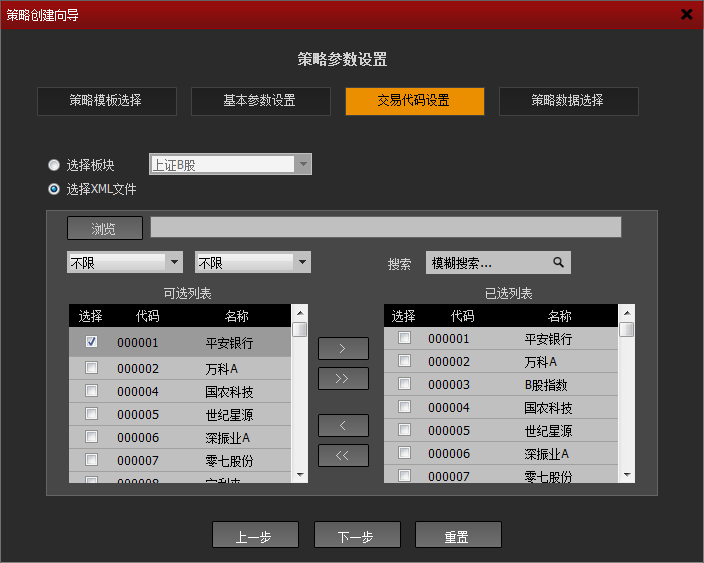 策略创建向导
策略参数设置
策略模板选择 基本参数设置 交易代码设置 策略数据选择
选择板块 上证B股
选择XML文件
浏览
不限 不限 搜索 模糊搜索...
可选列表 已选列表
选择 代码 名称 选择 代码 名称
000001 平安银行 > 000001 平安银行
000002 万科A >> 000002 万科A
000004 国农科技 000003 B股指数
000005 世纪星源 < 000004 国农科技
000006 深振业A << 000005 世纪星源
000007 零七股份 000006 深振业A
000008 000007 零七股份
上一步 下一步 重置